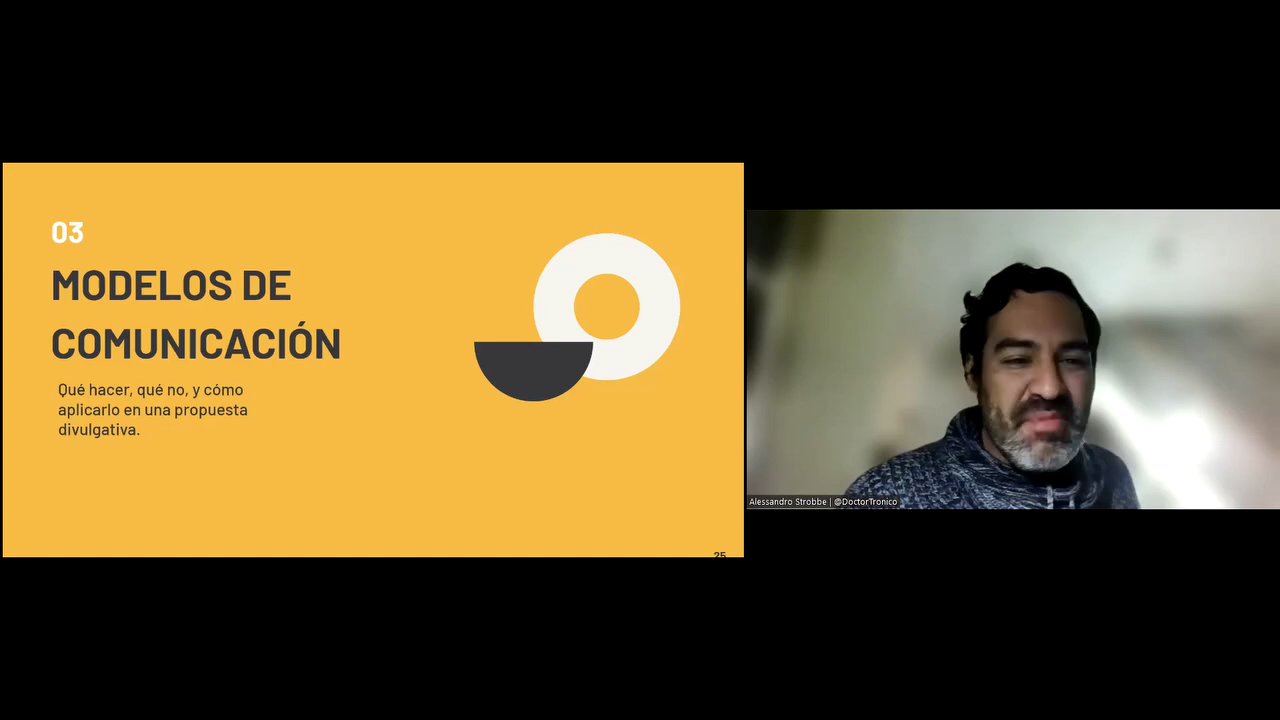 03
MODELOS DE
COMUNICACIÓN
Qué hacer, qué no, y cómo
aplicarlo en una propuesta
divulgativa.
25
Alessandro Strobbe | @DoctorTronico